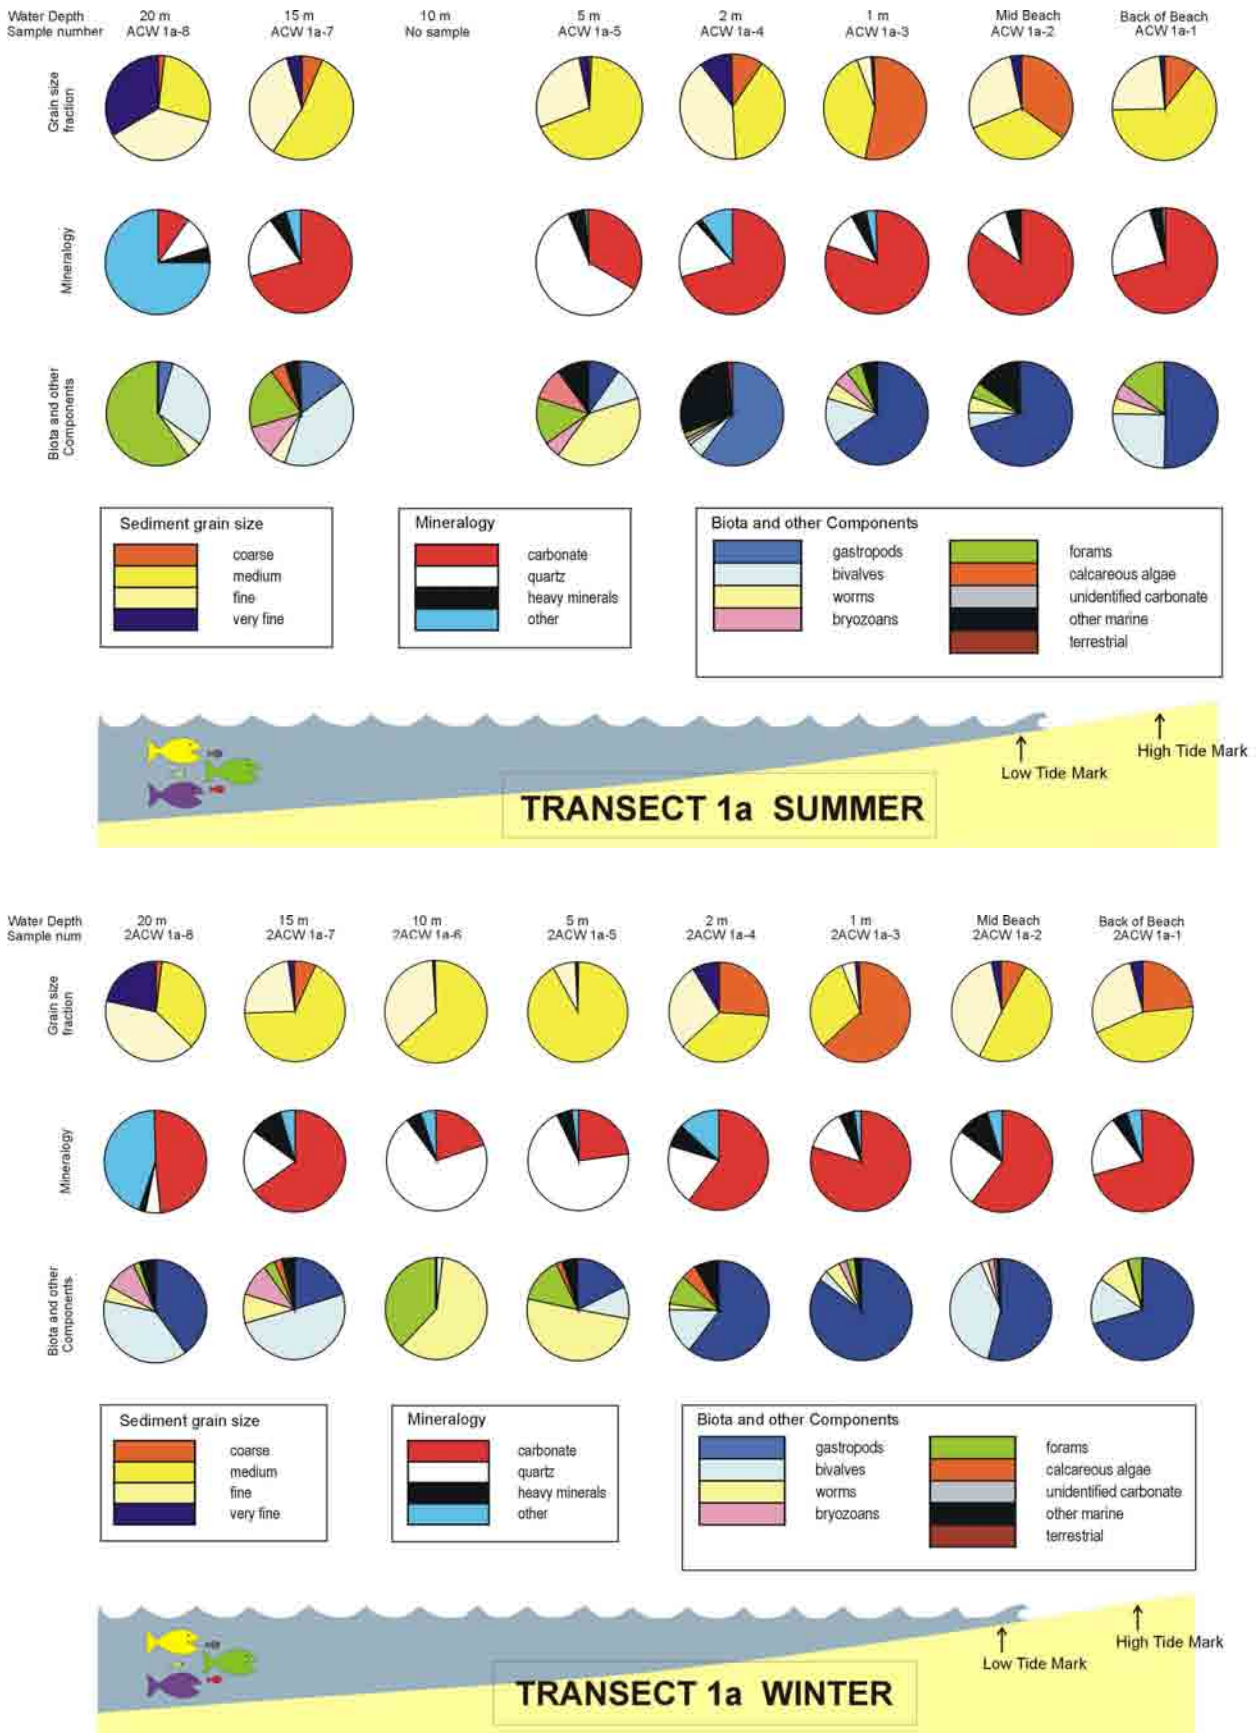 Water Depth 20 m 15 m 10 m 5 m 2 m 1 m Mid Beach Back of Beach
Sample number ACW 1a-8 ACW 1a-7 No sample ACW 1a-5 ACW 1a-4 ACW 1a-3 ACW 1a-2 ACW 1a-1
Grain size
fraction
Mineralogy
Biota and other
Components
Sediment grain size
coarse
medium
fine
very fine
Mineralogy
carbonate
quartz
heavy minerals
other
Biota and other Components
gastropods
bivalves
worms
bryozoans
forams
calcareous algae
unidentified carbonate
other marine
terrestrial
High Tide Mark
Low Tide Mark
TRANSECT 1a SUMMER
Water Depth 20 m 15 m 10 m 5 m 2 m 1 m Mid Beach Back of Beach
Sample num 2ACW 1a-8 2ACW 1a-7 2ACW 1a-6 2ACW 1a-5 2ACW 1a-4 2ACW 1a-3 2ACW 1a-2 2ACW 1a-1
Grain size
fraction
Mineralogy
Biota and other
Components
Sediment grain size
coarse
medium
fine
very fine
Mineralogy
carbonate
quartz
heavy minerals
other
Biota and other Components
gastropods
bivalves
worms
bryozoans
forams
calcareous algae
unidentified carbonate
other marine
terrestrial
High Tide Mark
Low Tide Mark
TRANSECT 1a WINTER